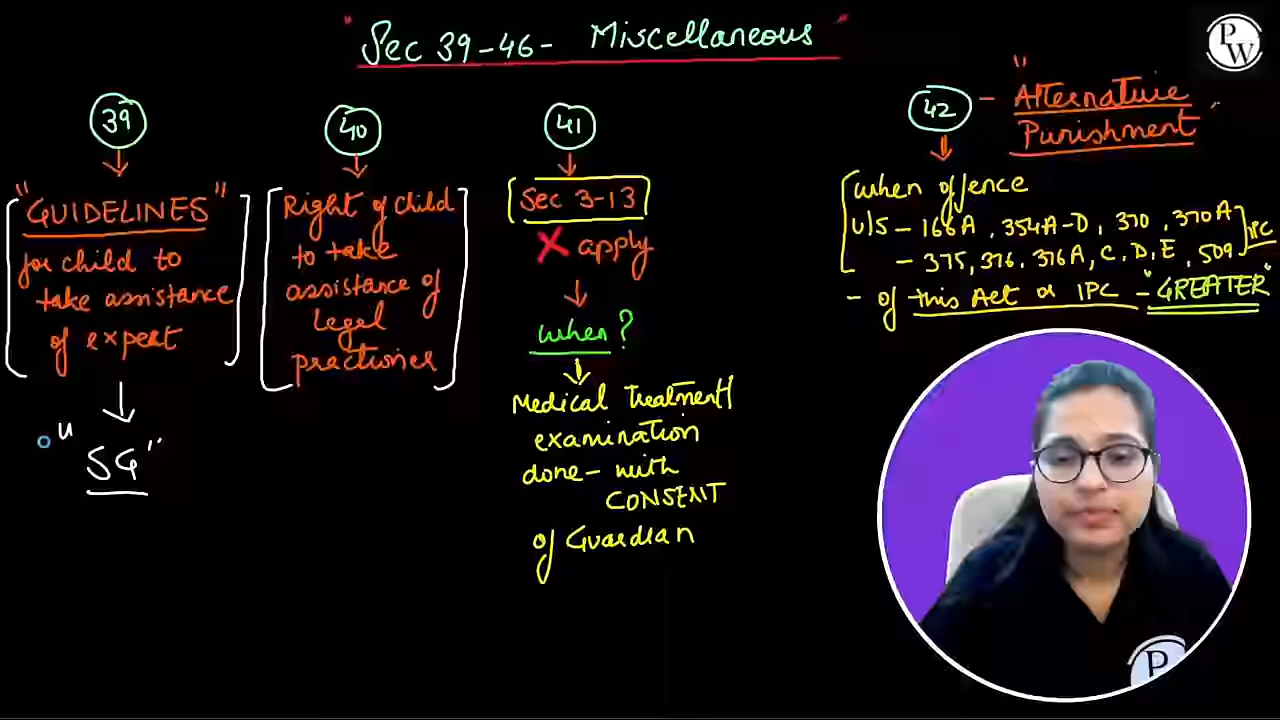 "Sec 39-46- Miscellaneous"
PW
39
"GUIDELINES"
for child to
take assistance
of expert
"SG"
40
Right of child
to take
assistance of
legal
practioner
41
Sec 3-13
X apply
when?
Medical Treatment/
examination
done- with
CONSENT
of Guardian
42 - "Alternative
Punishment"
when offence
U/S - 166A, 354A-D, 370, 370A
- 375, 376, 376A, C, D, E, 509 IPC
- of this Act or IPC - "GREATER"
P